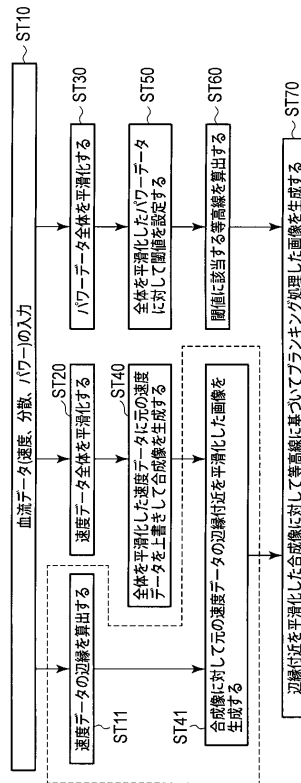 血流データ(速度、分散、パワー)の入力
ST10
速度データの辺縁を算出する
ST11
速度データ全体を平滑化する
ST20
パワーデータ全体を平滑化する
ST30
全体を平滑化した速度データに元の速度
データを上書きして合成像を生成する
ST40
全体を平滑化したパワーデータ
に対して閾値を設定する
ST50
合成像に対して元の速度データの辺縁付近を平滑化した画像を
生成する
ST41
閾値に該当する等高線を算出する
ST60
辺縁付近を平滑化した合成像に対して等高線に基づいてブランキング処理した画像を生成する
ST70